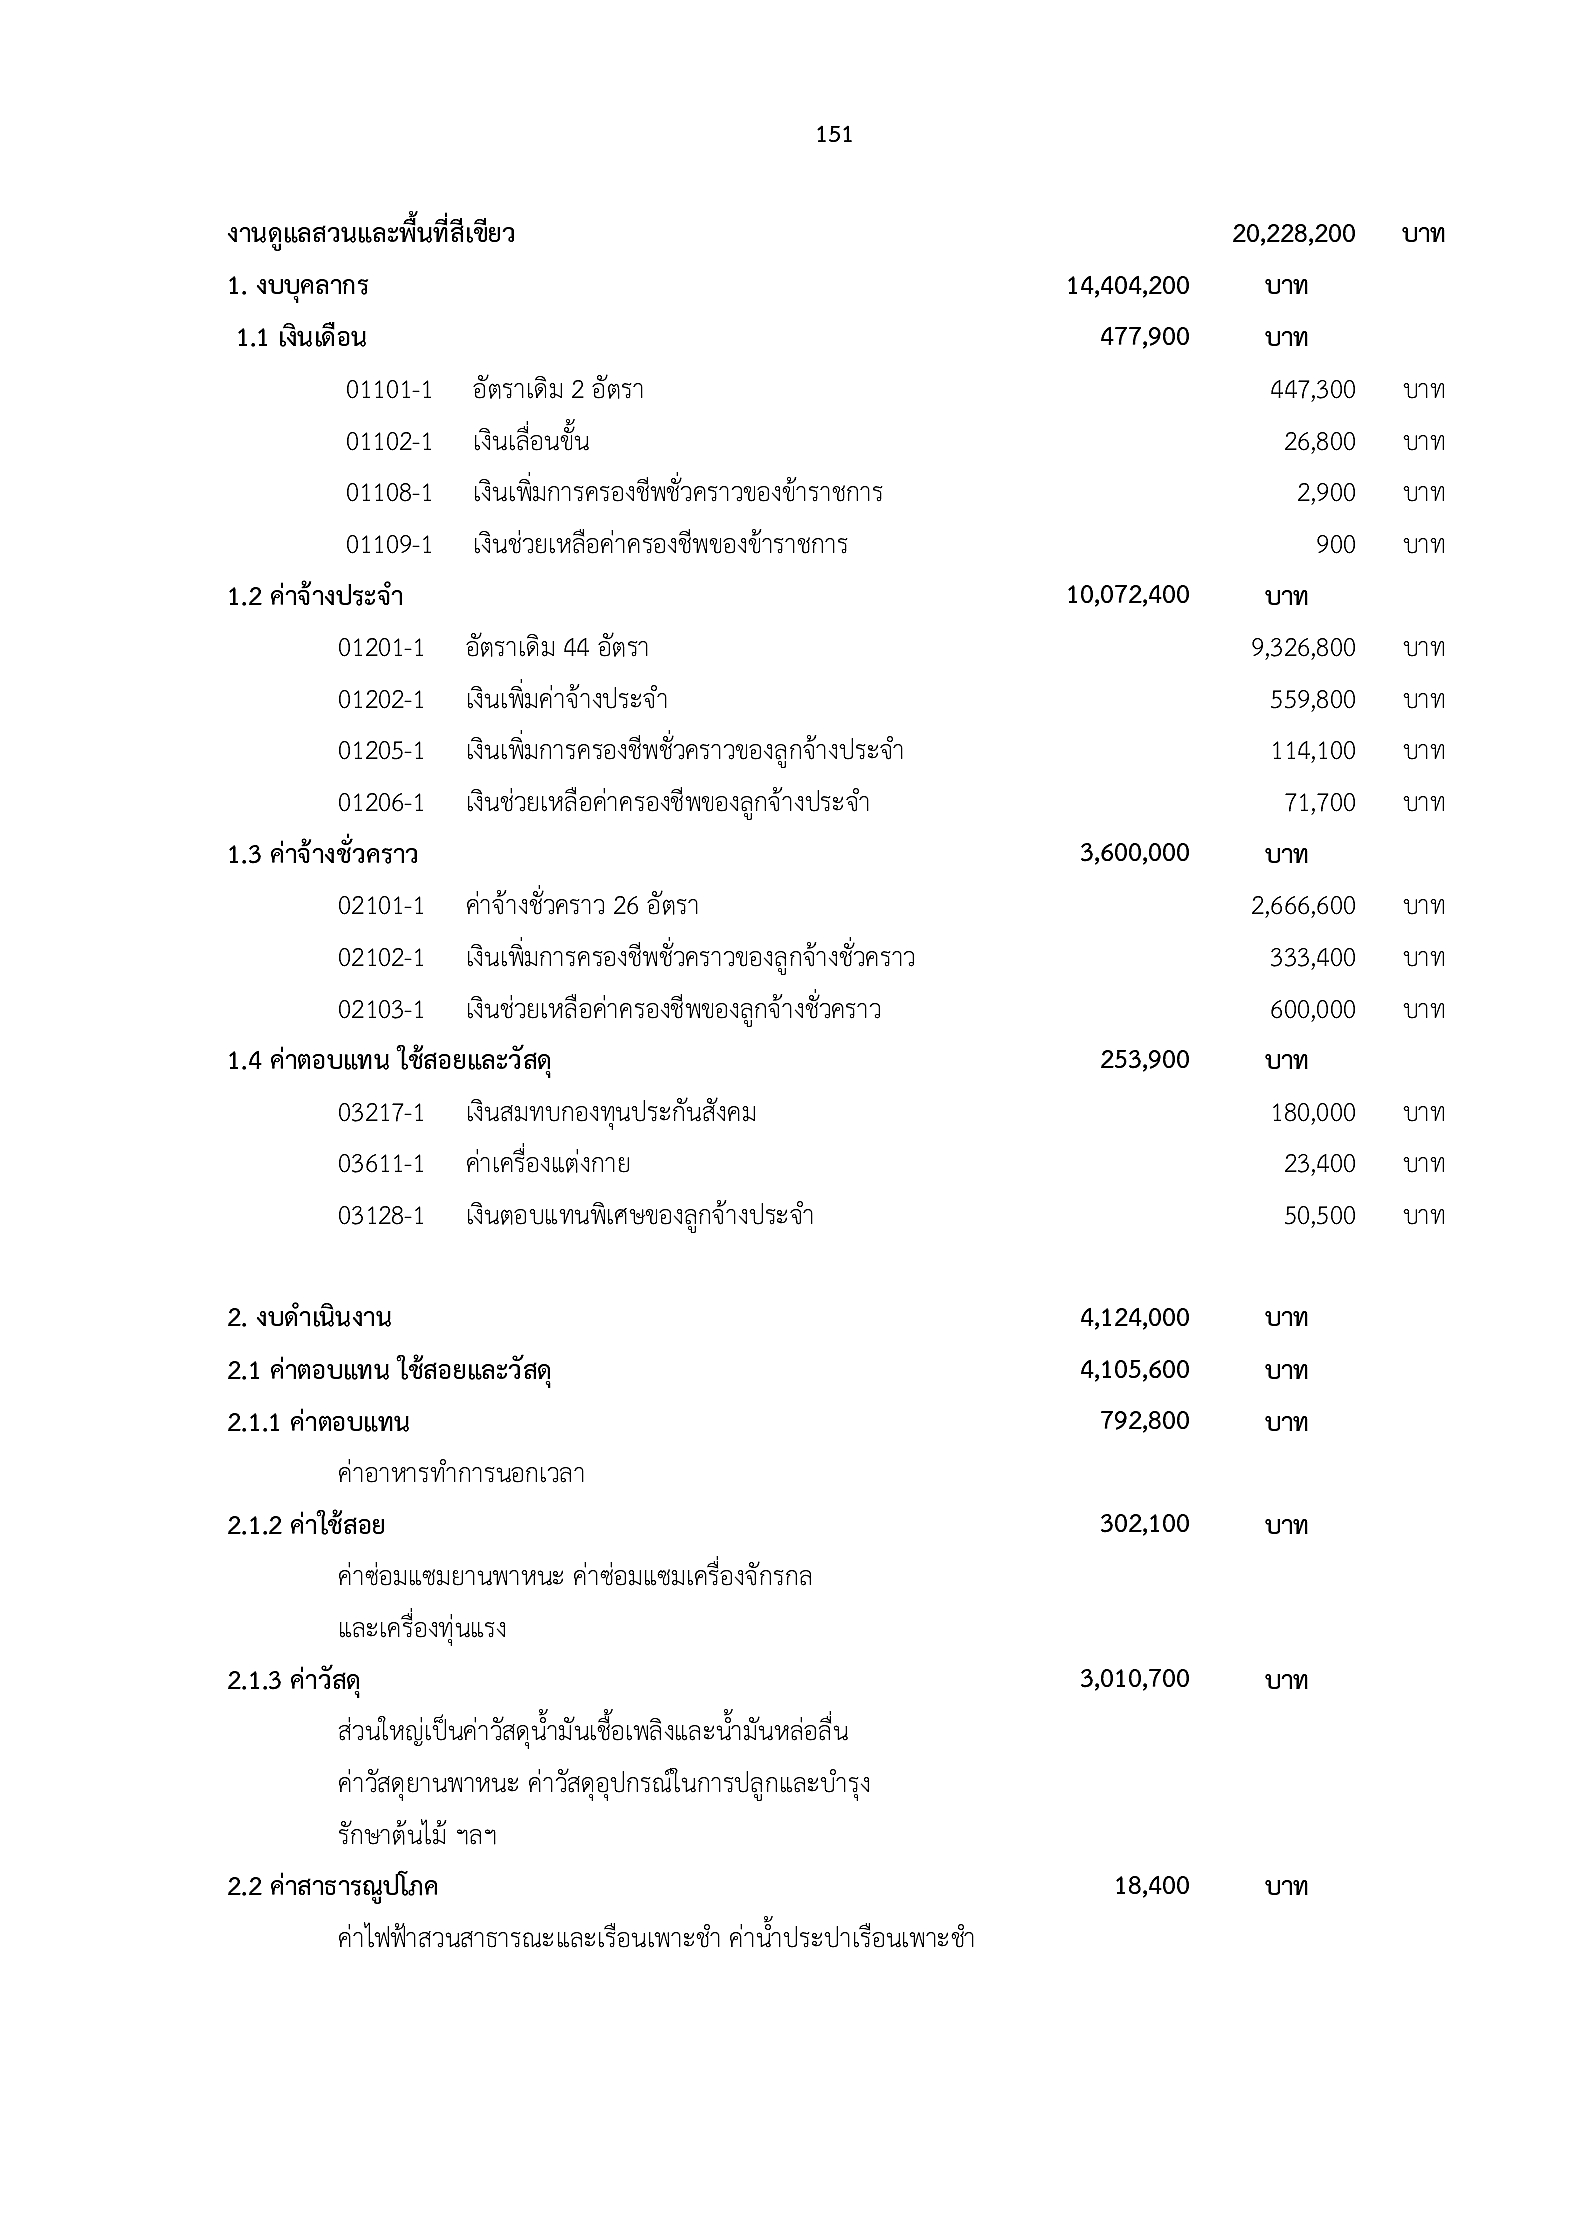 151
งานดูแลสวนและพื้นที่สีเขียว 20,228,200 บาท
1. งบบุคลากร 14,404,200 บาท
1.1 เงินเดือน 477,900 บาท
01101-1 อัตราเดิม 2 อัตรา 447,300 บาท
01102-1 เงินเลื่อนขั้น 26,800 บาท
01108-1 เงินเพิ่มการครองชีพชั่วคราวของข้าราชการ 2,900 บาท
01109-1 เงินช่วยเหลือค่าครองชีพของข้าราชการ 900 บาท
1.2 ค่าจ้างประจำ 10,072,400 บาท
01201-1 อัตราเดิม 44 อัตรา 9,326,800 บาท
01202-1 เงินเพิ่มค่าจ้างประจำ 559,800 บาท
01205-1 เงินเพิ่มการครองชีพชั่วคราวของลูกจ้างประจำ 114,100 บาท
01206-1 เงินช่วยเหลือค่าครองชีพของลูกจ้างประจำ 71,700 บาท
1.3 ค่าจ้างชั่วคราว 3,600,000 บาท
02101-1 ค่าจ้างชั่วคราว 26 อัตรา 2,666,600 บาท
02102-1 เงินเพิ่มการครองชีพชั่วคราวของลูกจ้างชั่วคราว 333,400 บาท
02103-1 เงินช่วยเหลือค่าครองชีพของลูกจ้างชั่วคราว 600,000 บาท
1.4 ค่าตอบแทน ใช้สอยและวัสดุ 253,900 บาท
03217-1 เงินสมทบกองทุนประกันสังคม 180,000 บาท
03611-1 ค่าเครื่องแต่งกาย 23,400 บาท
03128-1 เงินตอบแทนพิเศษของลูกจ้างประจำ 50,500 บาท
2. งบดำเนินงาน 4,124,000 บาท
2.1 ค่าตอบแทน ใช้สอยและวัสดุ 4,105,600 บาท
2.1.1 ค่าตอบแทน 792,800 บาท
ค่าอาหารทำการนอกเวลา
2.1.2 ค่าใช้สอย 302,100 บาท
ค่าซ่อมแซมยานพาหนะ ค่าซ่อมแซมเครื่องจักรกล
และเครื่องทุ่นแรง
2.1.3 ค่าวัสดุ 3,010,700 บาท
ส่วนใหญ่เป็นค่าวัสดุน้ำมันเชื้อเพลิงและน้ำมันหล่อลื่น
ค่าวัสดุยานพาหนะ ค่าวัสดุอุปกรณ์ในการปลูกและบำรุง
รักษาต้นไม้ ฯลฯ
2.2 ค่าสาธารณูปโภค 18,400 บาท
ค่าไฟฟ้าสวนสาธารณะและเรือนเพาะชำ ค่าน้ำประปาเรือนเพาะชำ